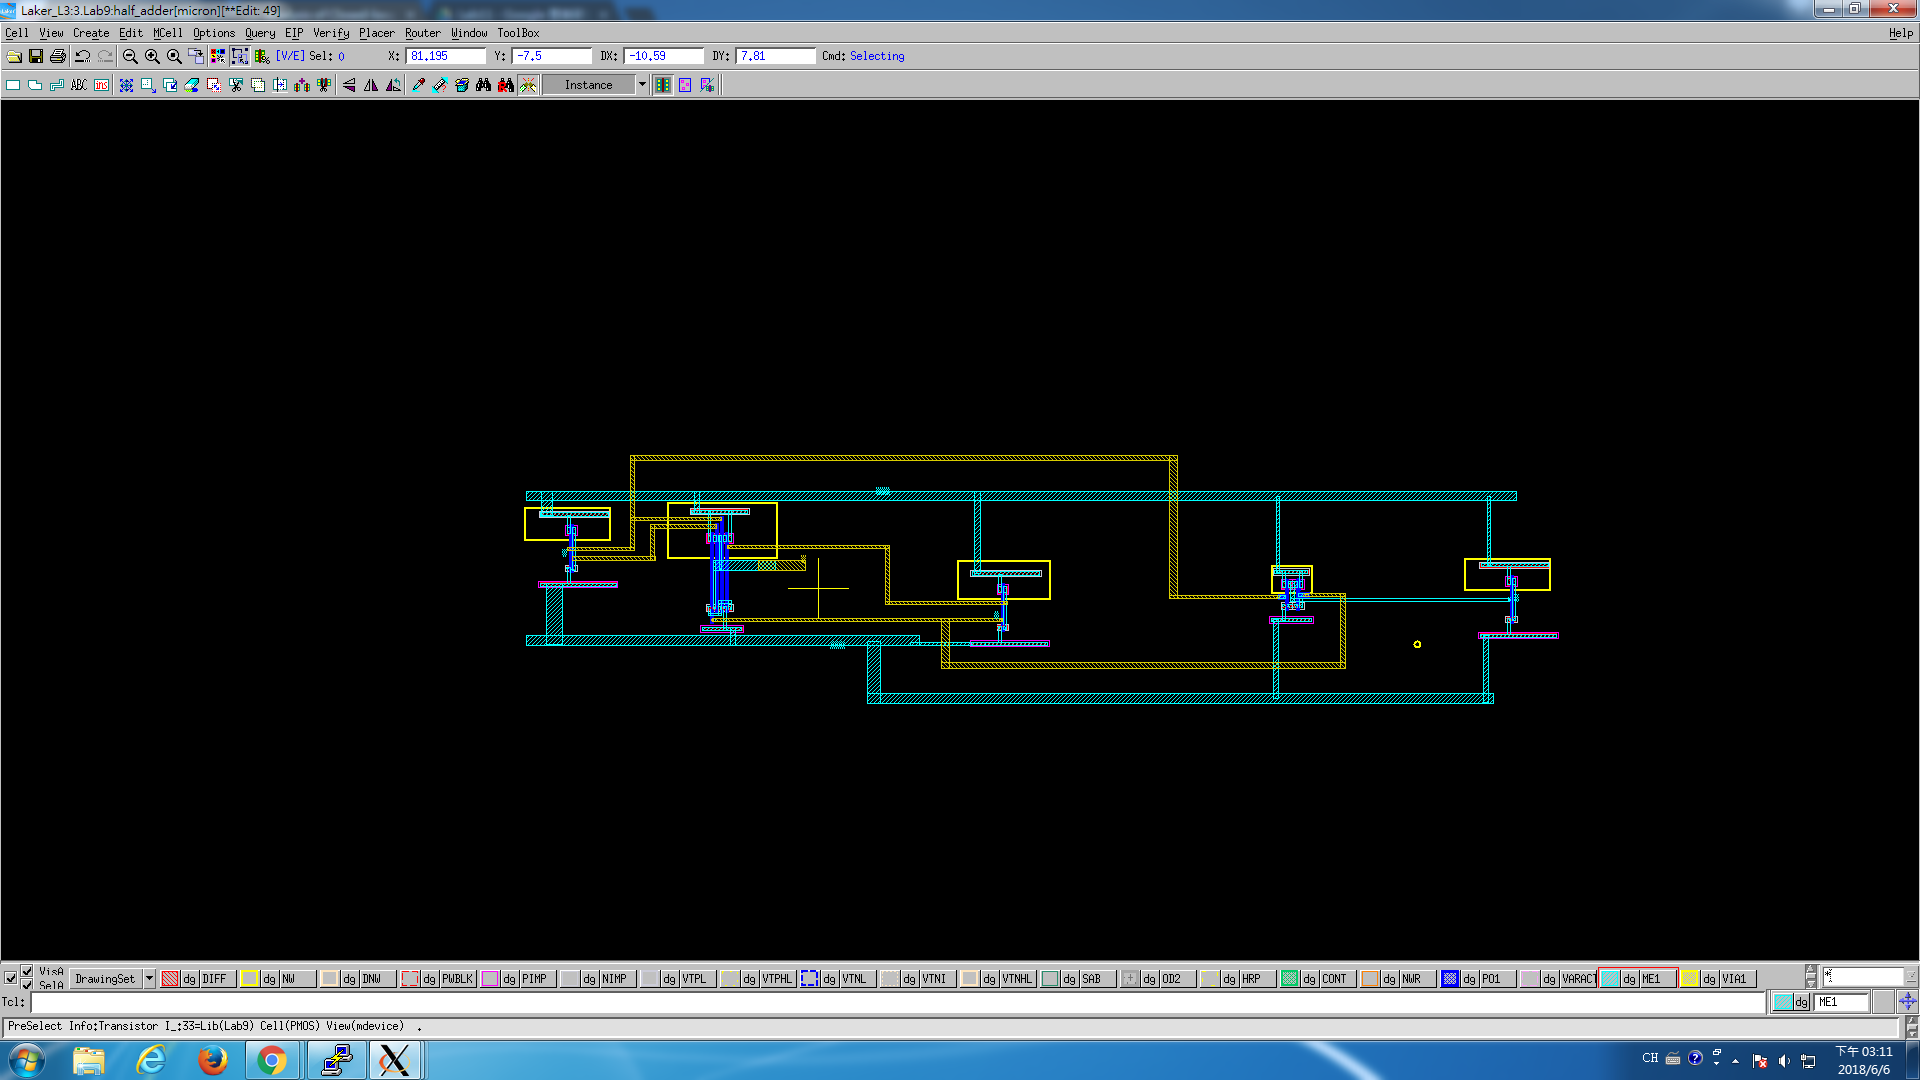 Laker_L3:3.Lab9:half_adder[micron][**Edit: 49]
Cell View Create Edit MCell Options Query EIP Verify Placer Router Window ToolBox Help
[V/E] Sel: 0 X: 81.195 Y: -7.5 DX: -10.59 DY: 7.81 Cmd: Selecting
ABC ins Instance
VisA
SelA
DrawingSet dg DIFF dg NW dg DNW dg PWBLK dg PIMP dg NIMP dg VTPL dg VTPHL dg VTNL dg VTNI dg VTNHL dg SAB dg OD2 dg HRP dg CONT dg NWR dg PO1 dg VARACT dg ME1 dg VIA1 *
Tcl: dg ME1
PreSelect Info:Transistor I_:33=Lib(Lab9) Cell(PMOS) View(mdevice) .
CH 下午 03:11
2018/6/6